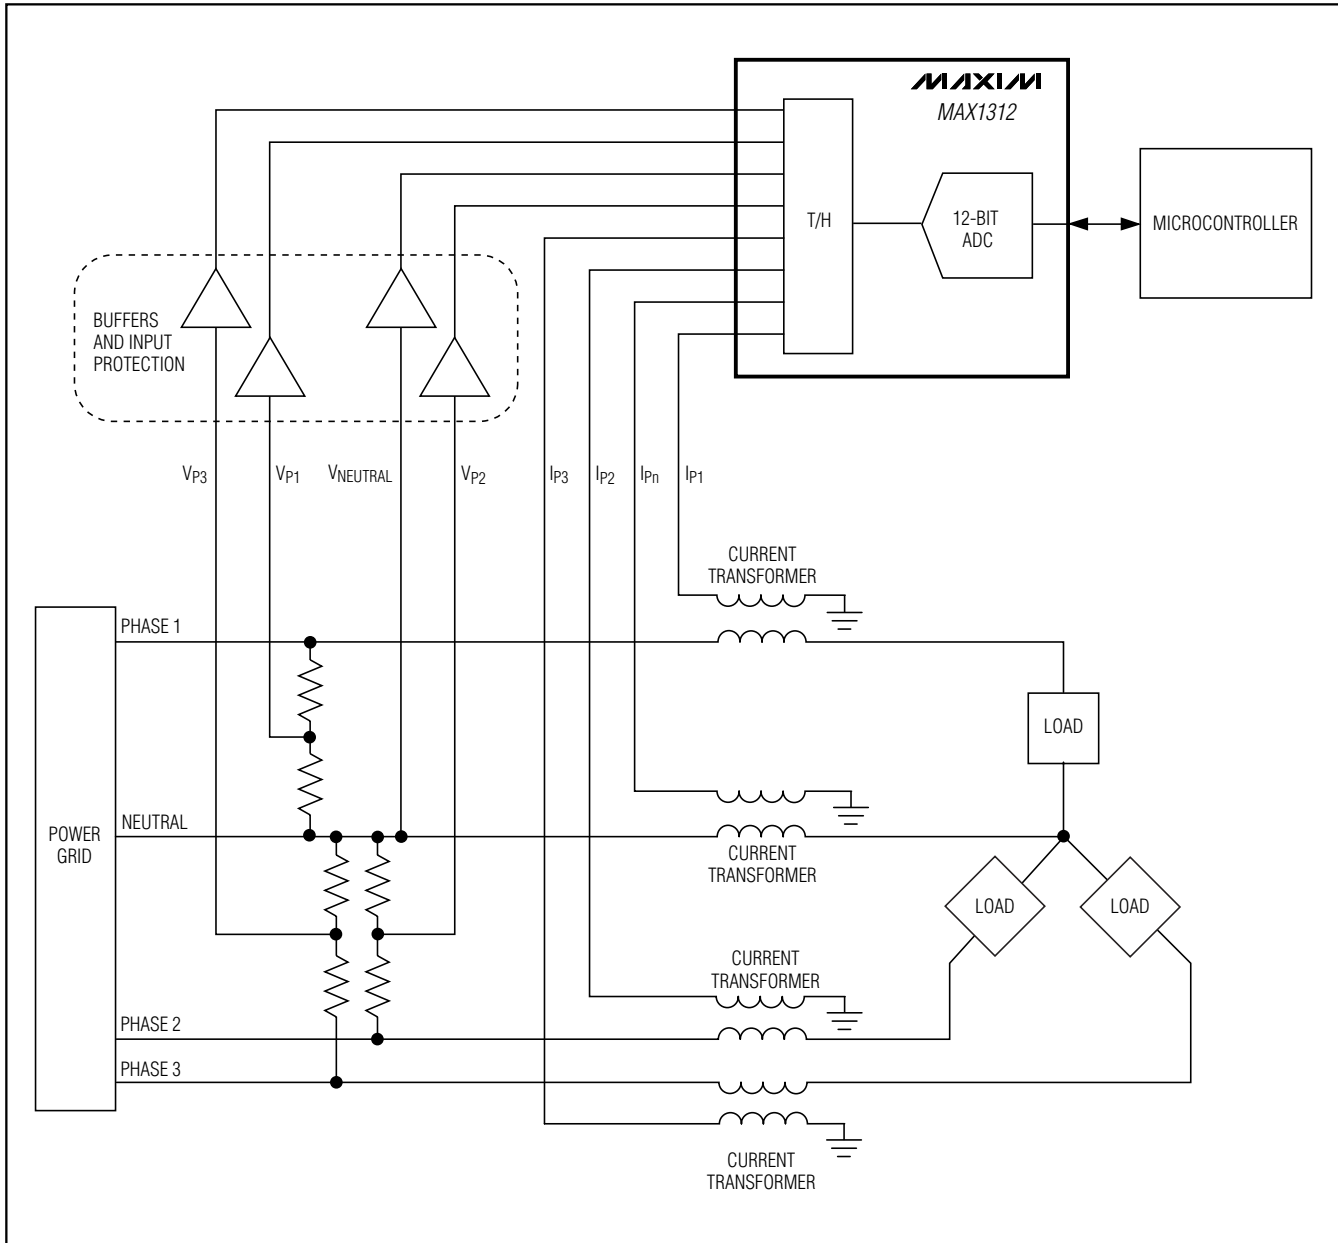 MAXIM
MAX1312
T/H
12-BIT
ADC
MICROCONTROLLER
BUFFERS
AND INPUT
PROTECTION
VP3
VP1
VNEUTRAL
VP2
IP3
IP2
IPn
IP1
CURRENT
TRANSFORMER
PHASE 1
LOAD
NEUTRAL
POWER
GRID
CURRENT
TRANSFORMER
LOAD
LOAD
CURRENT
TRANSFORMER
PHASE 2
PHASE 3
CURRENT
TRANSFORMER